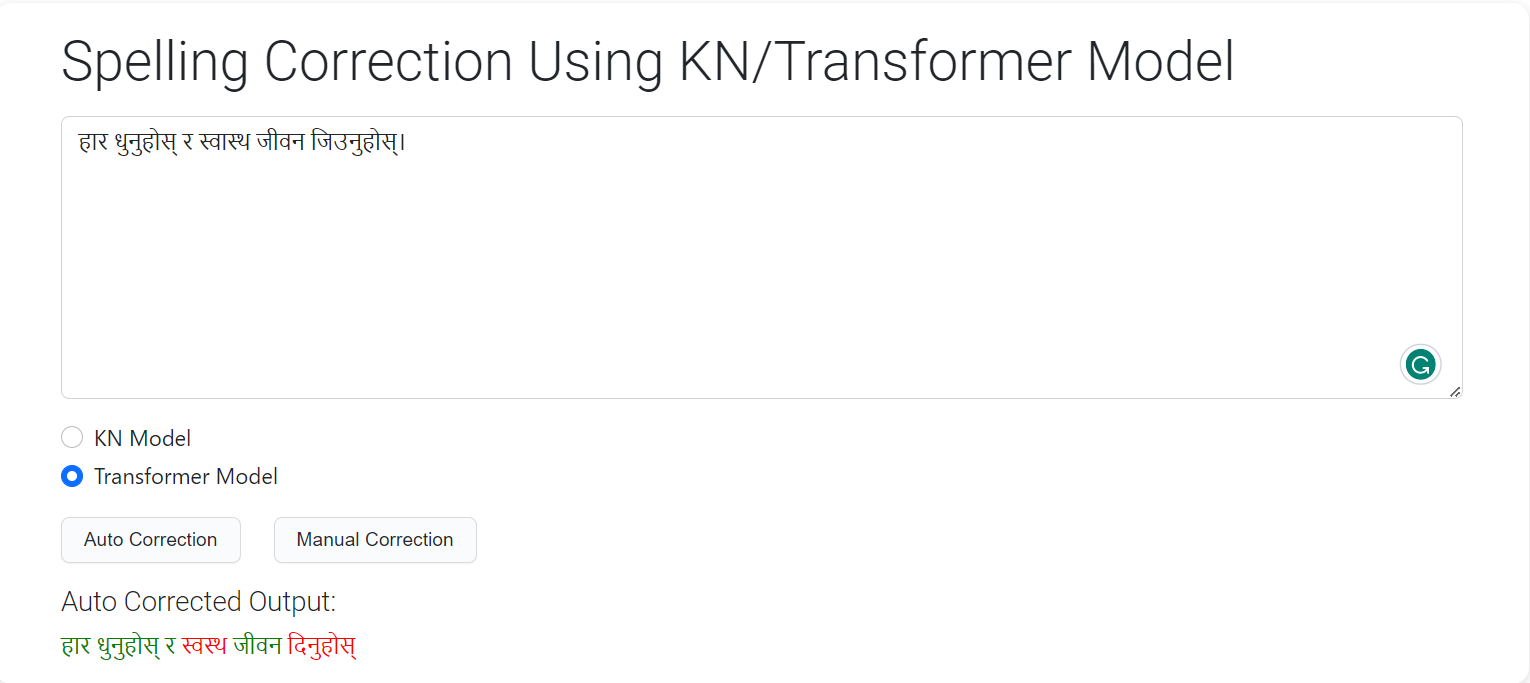 Spelling Correction Using KN/Transformer Model
हार धुनुहोस् र स्वास्थ जीवन जिउनुहोस्।
KN Model
Transformer Model
Auto Correction Manual Correction
Auto Corrected Output:
हार धुनुहोस् र स्वस्थ जीवन दिनुहोस्